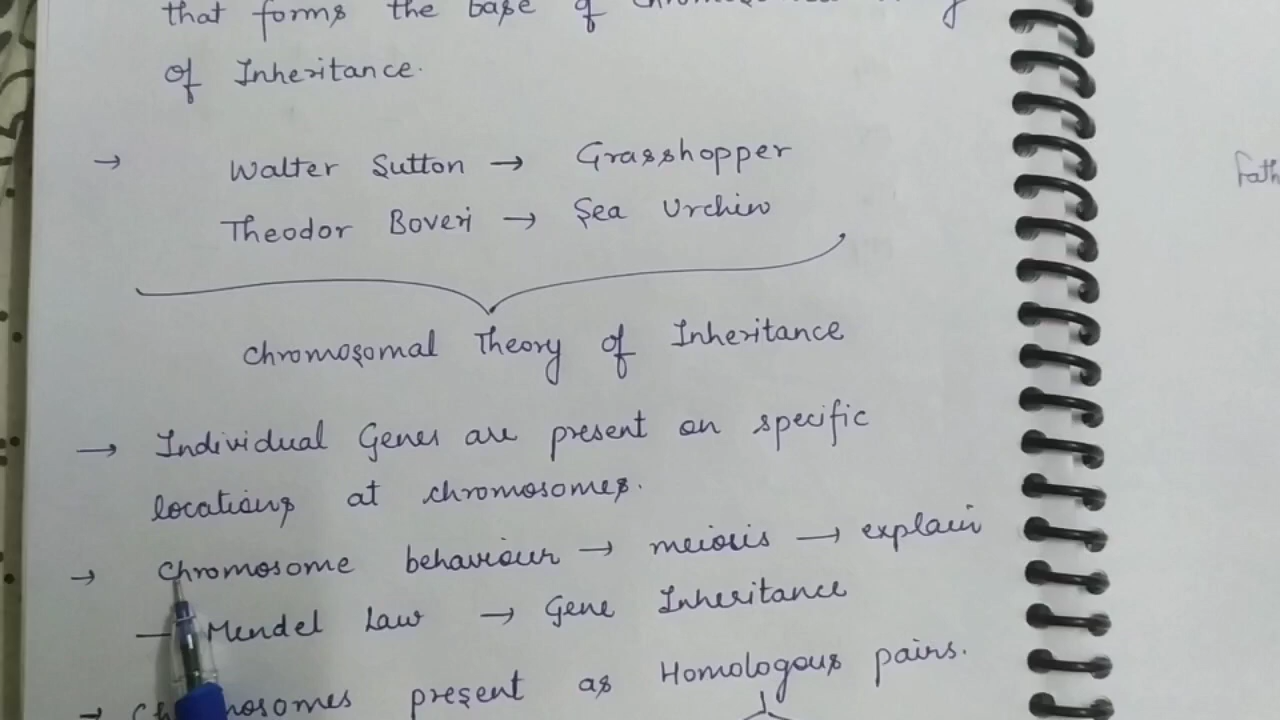 that forms the base of
of Inheritance.
→ Walter Sutton → Grasshopper
Theodor Boveri → Sea Urchin
Chromosomal Theory of Inheritance
→ Individual Genes are present on specific
locations at chromosomes.
→ Chromosome behaviour → meiosis → explain
— Mendel Law → Gene Inheritance
→ present as Homologous pairs.
Fath